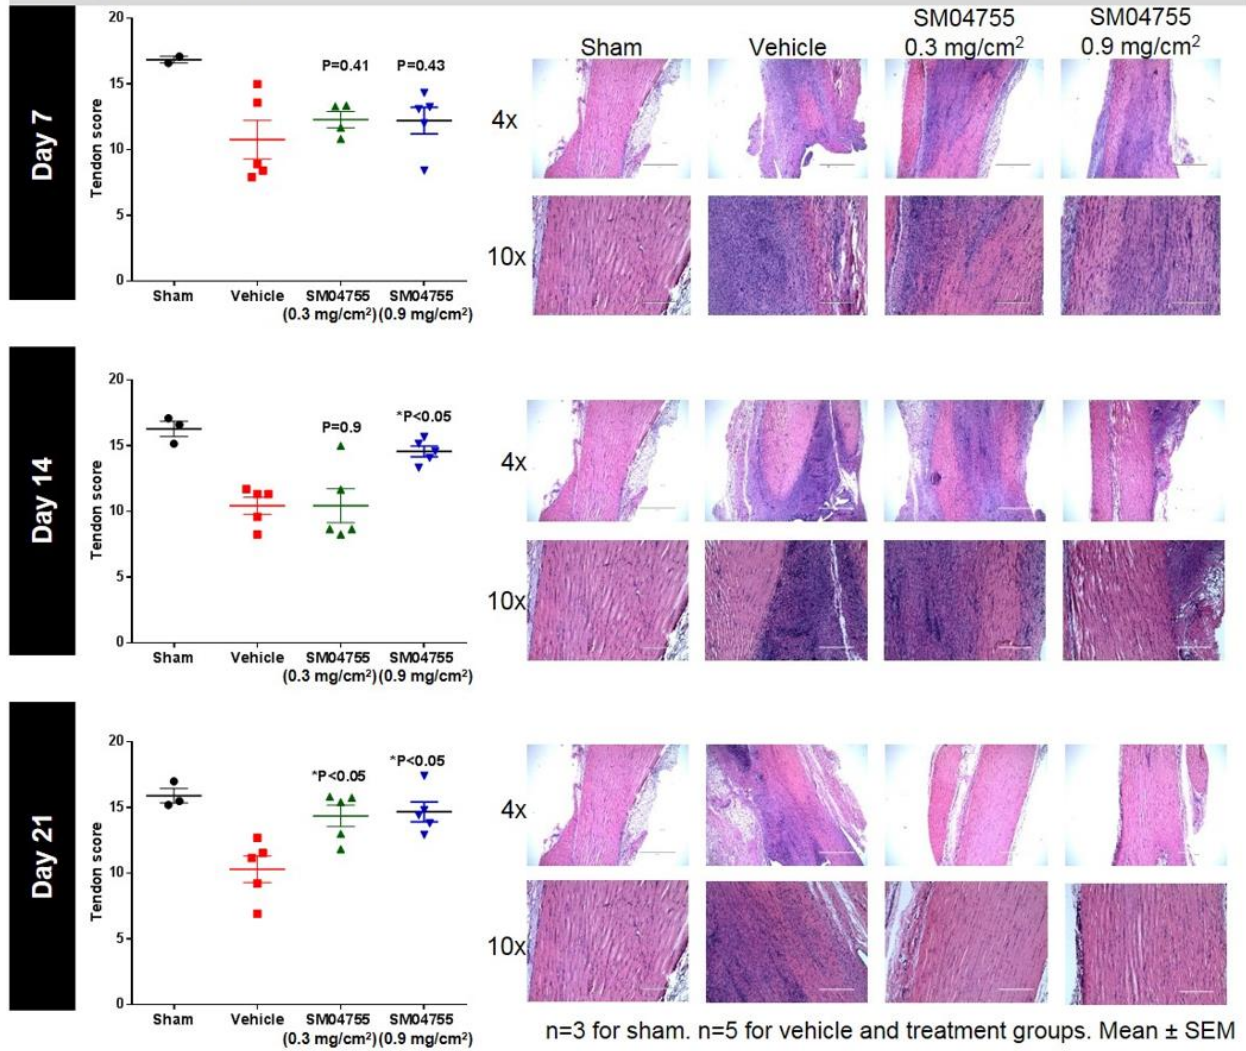 SM04755 SM04755
Sham Vehicle 0.3 mg/cm² 0.9 mg/cm²
Day 7
Tendon score
20
15
10
5
0
P=0.41 P=0.43
Sham Vehicle SM04755 SM04755
(0.3 mg/cm²) (0.9 mg/cm²)
4x
10x
Day 14
Tendon score
20
15
10
5
0
P=0.9 *P<0.05
Sham Vehicle SM04755 SM04755
(0.3 mg/cm²) (0.9 mg/cm²)
4x
10x
Day 21
Tendon score
20
15
10
5
0
*P<0.05 *P<0.05
Sham Vehicle SM04755 SM04755
(0.3 mg/cm²) (0.9 mg/cm²)
4x
10x
n=3 for sham. n=5 for vehicle and treatment groups. Mean ± SEM